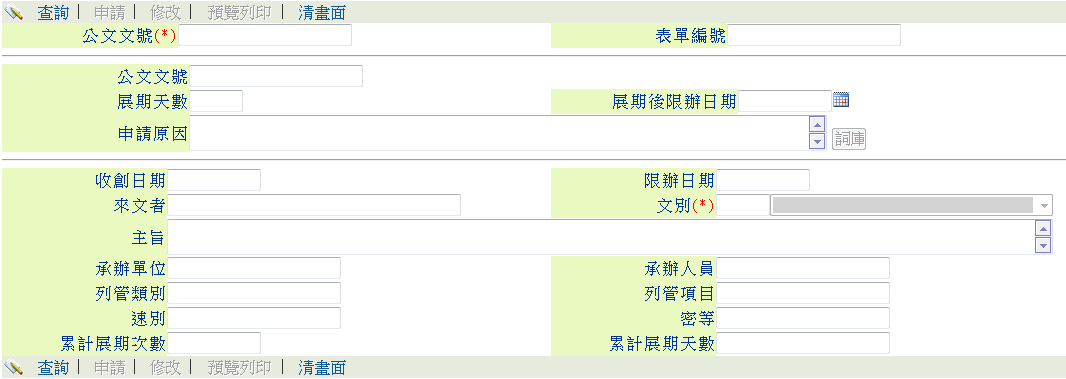 查詢 | 申請 | 修改 | 預覽列印 | 清畫面
公文文號(*) 表單編號
公文文號
展期天數 展期後限辦日期
申請原因 詞庫
收創日期 限辦日期
來文者 文別(*)
主旨
承辦單位 承辦人員
列管類別 列管項目
速別 密等
累計展期次數 累計展期天數
查詢 | 申請 | 修改 | 預覽列印 | 清畫面